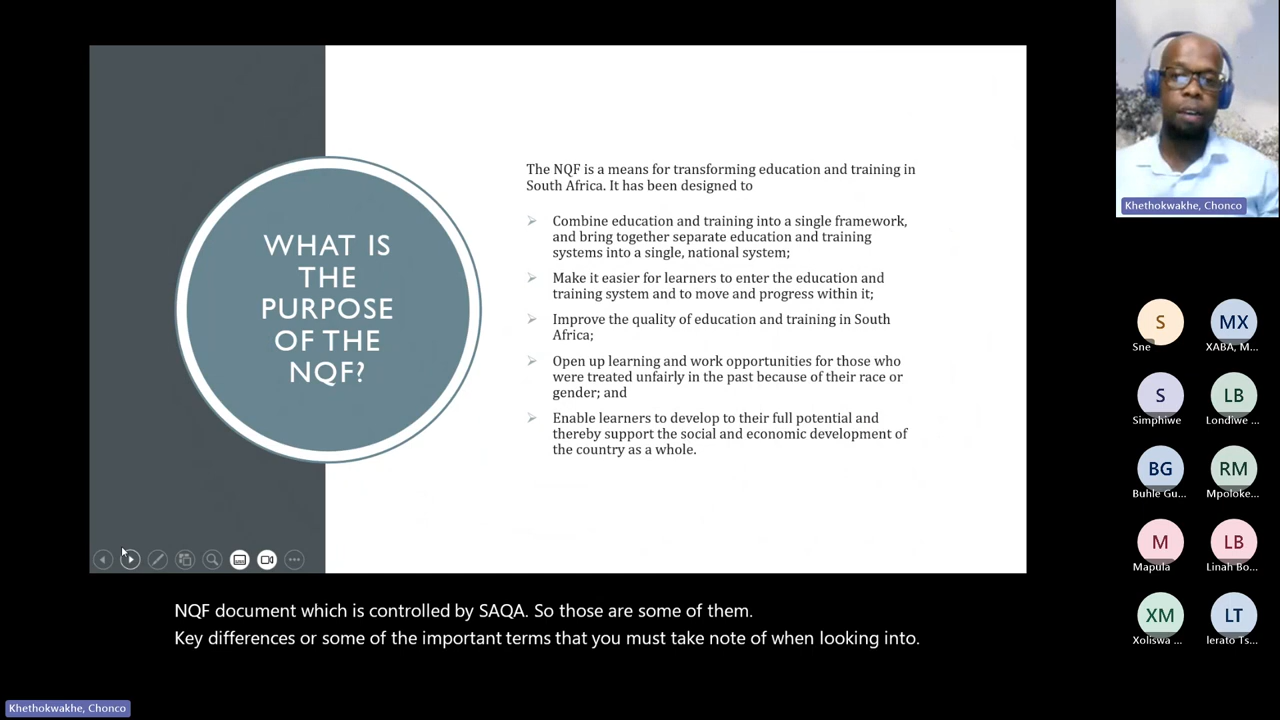 WHAT IS
THE
PURPOSE
OF THE
NQF?
The NQF is a means for transforming education and training in
South Africa. It has been designed to
Combine education and training into a single framework,
and bring together separate education and training
systems into a single, national system;
Make it easier for learners to enter the education and
training system and to move and progress within it;
Improve the quality of education and training in South
Africa;
Open up learning and work opportunities for those who
were treated unfairly in the past because of their race or
gender; and
Enable learners to develop to their full potential and
thereby support the social and economic development of
the country as a whole.
NQF document which is controlled by SAQA. So those are some of them.
Key differences or some of the important terms that you must take note of when looking into.
Khethokwakhe, Chonco
Khethokwakhe, Chonco
S
MX
Sne
XABA, M...
S
LB
Simphiwe
Londiwe ...
BG
RM
Buhle Gu...
Mpoloke...
M
LB
Mapula
Linah Bo...
XM
LT
Xoliswa ...
lerato Ts...